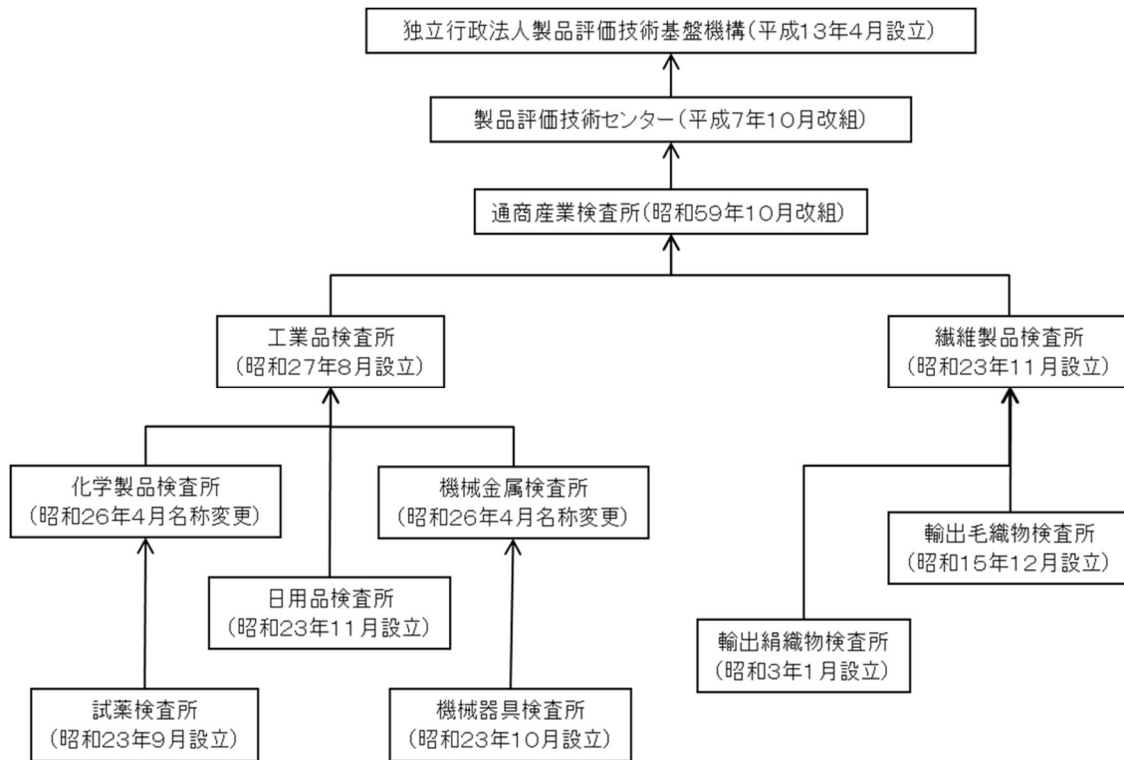 独立行政法人製品評価技術基盤機構(平成13年4月設立)
製品評価技術センター(平成7年10月改組)
通商産業検査所(昭和59年10月改組)
工業品検査所
(昭和27年8月設立)
繊維製品検査所
(昭和23年11月設立)
化学製品検査所
(昭和26年4月名称変更)
機械金属検査所
(昭和26年4月名称変更)
輸出毛織物検査所
(昭和15年12月設立)
日用品検査所
(昭和23年11月設立)
輸出絹織物検査所
(昭和3年1月設立)
試薬検査所
(昭和23年9月設立)
機械器具検査所
(昭和23年10月設立)